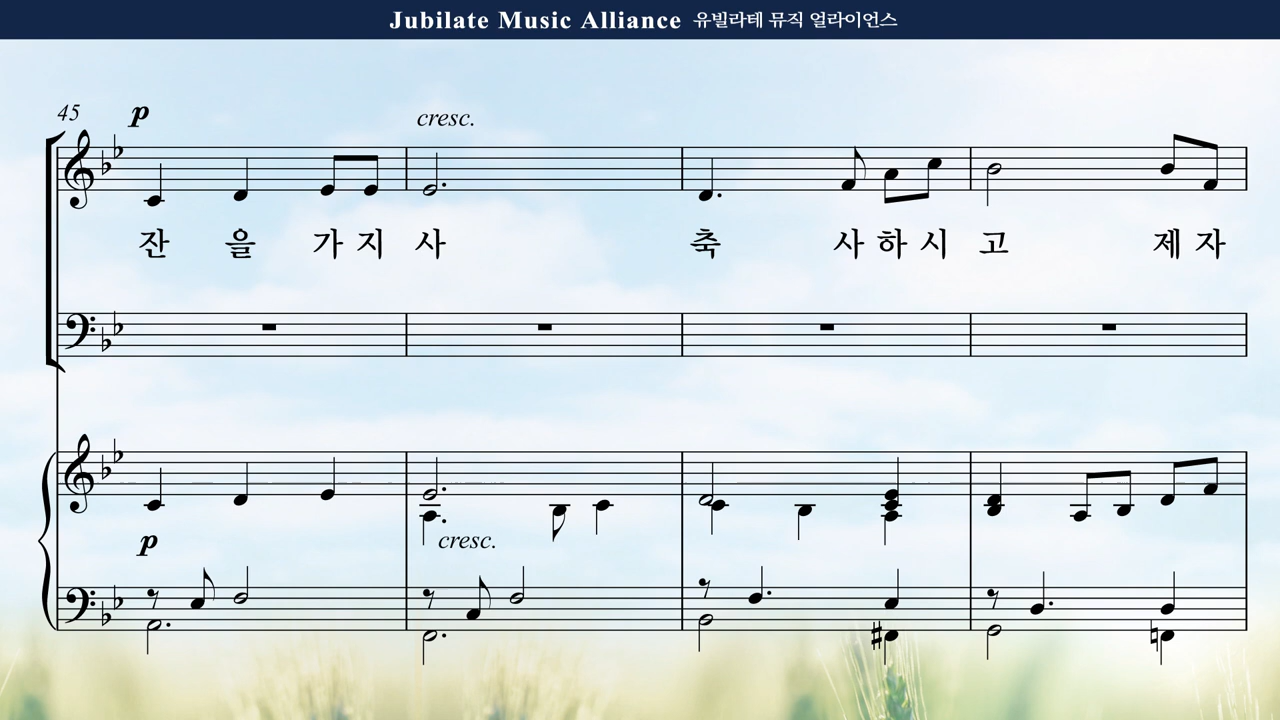 Jubilate Music Alliance 유빌라테 뮤직 얼라이언스
45
p
cresc.
잔 을 가 지 사 축 사 하 시 고 제 자
p
cresc.